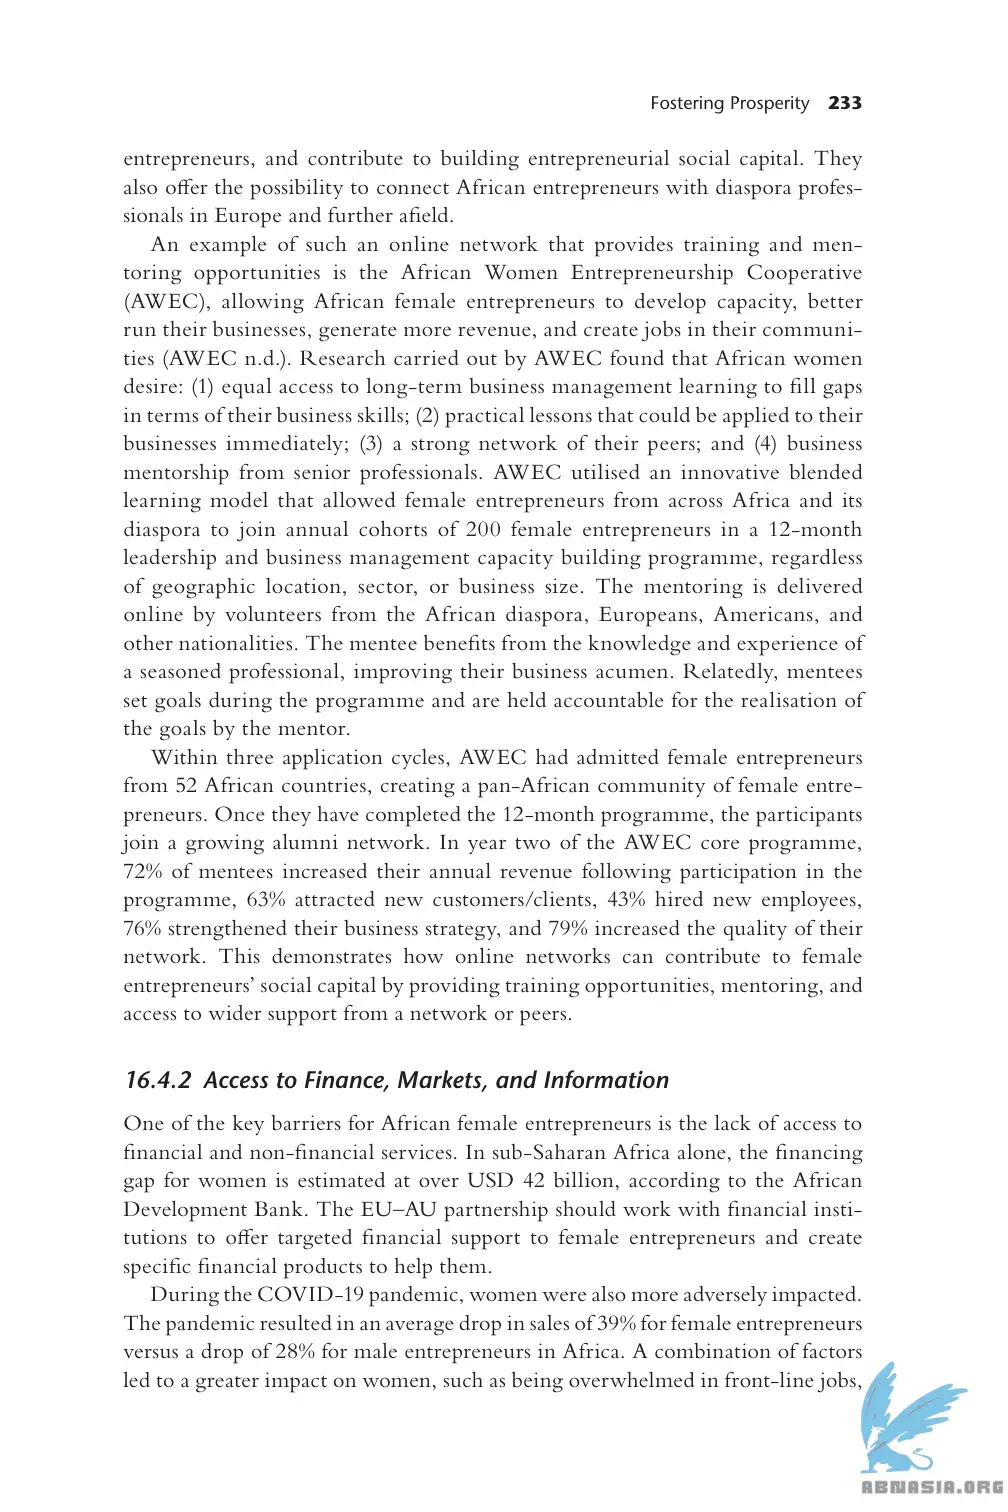 Fostering Prosperity 233
entrepreneurs, and contribute to building entrepreneurial social capital. They
also offer the possibility to connect African entrepreneurs with diaspora profes-
sionals in Europe and further afield.
An example of such an online network that provides training and men-
toring opportunities is the African Women Entrepreneurship Cooperative
(AWEC), allowing African female entrepreneurs to develop capacity, better
run their businesses, generate more revenue, and create jobs in their communi-
ties (AWEC n.d.). Research carried out by AWEC found that African women
desire: (1) equal access to long-term business management learning to fill gaps
in terms of their business skills; (2) practical lessons that could be applied to their
businesses immediately; (3) a strong network of their peers; and (4) business
mentorship from senior professionals. AWEC utilised an innovative blended
learning model that allowed female entrepreneurs from across Africa and its
diaspora to join annual cohorts of 200 female entrepreneurs in a 12-month
leadership and business management capacity building programme, regardless
of geographic location, sector, or business size. The mentoring is delivered
online by volunteers from the African diaspora, Europeans, Americans, and
other nationalities. The mentee benefits from the knowledge and experience of
a seasoned professional, improving their business acumen. Relatedly, mentees
set goals during the programme and are held accountable for the realisation of
the goals by the mentor.
Within three application cycles, AWEC had admitted female entrepreneurs
from 52 African countries, creating a pan-African community of female entre-
preneurs. Once they have completed the 12-month programme, the participants
join a growing alumni network. In year two of the AWEC core programme,
72% of mentees increased their annual revenue following participation in the
programme, 63% attracted new customers/clients, 43% hired new employees,
76% strengthened their business strategy, and 79% increased the quality of their
network. This demonstrates how online networks can contribute to female
entrepreneurs’ social capital by providing training opportunities, mentoring, and
access to wider support from a network or peers.
16.4.2 Access to Finance, Markets, and Information
One of the key barriers for African female entrepreneurs is the lack of access to
financial and non-financial services. In sub-Saharan Africa alone, the financing
gap for women is estimated at over USD 42 billion, according to the African
Development Bank. The EU–AU partnership should work with financial insti-
tutions to offer targeted financial support to female entrepreneurs and create
specific financial products to help them.
During the COVID-19 pandemic, women were also more adversely impacted.
The pandemic resulted in an average drop in sales of 39% for female entrepreneurs
versus a drop of 28% for male entrepreneurs in Africa. A combination of factors
led to a greater impact on women, such as being overwhelmed in front-line jobs,
ABNASIA.ORG